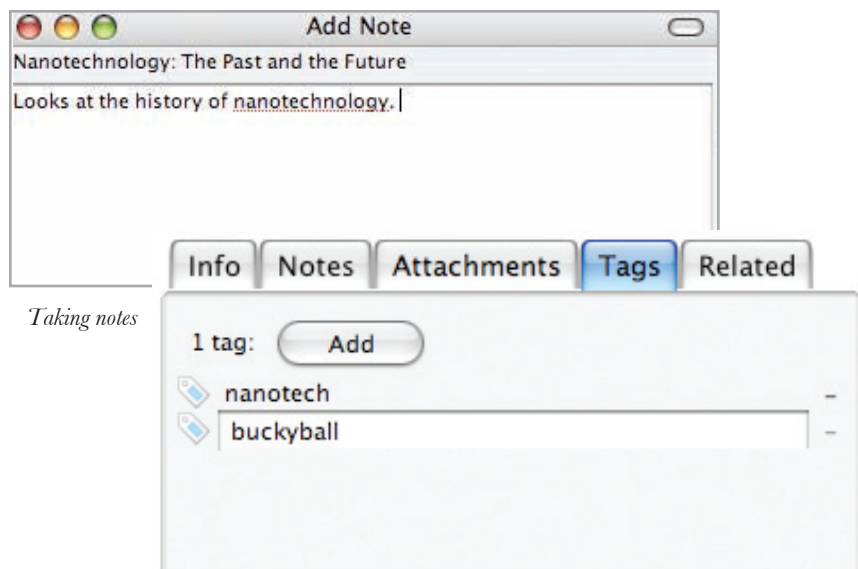 Add Note
Nanotechnology: The Past and the Future
Looks at the history of nanotechnology.
Taking notes
Info Notes Attachments Tags Related
1 tag: Add
nanotech -
buckyball -